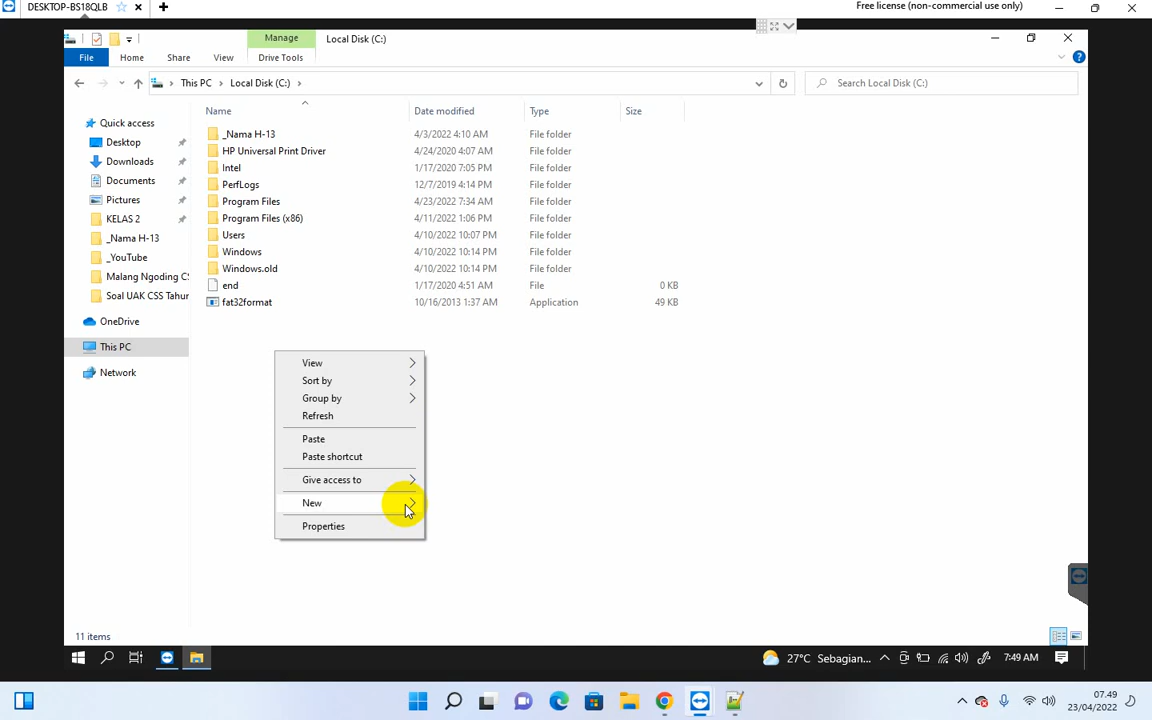 DESKTOP-BS18QLB
Free license (non-commercial use only)
Manage
Local Disk (C:)
File
Home
Share
View
Drive Tools
This PC
Local Disk (C:)
Search Local Disk (C:)
Name
Date modified
Type
Size
Quick access
Desktop
Downloads
Documents
Pictures
KELAS 2
_Nama H-13
_YouTube
Malang Ngoding CS
Soal UAK CSS Tahur
OneDrive
This PC
Network
_Nama H-13 4/3/2022 4:10 AM File folder
HP Universal Print Driver 4/24/2020 4:07 AM File folder
Intel 1/17/2020 7:05 PM File folder
PerfLogs 12/7/2019 4:14 PM File folder
Program Files 4/23/2022 7:34 AM File folder
Program Files (x86) 4/11/2022 1:06 PM File folder
Users 4/10/2022 10:07 PM File folder
Windows 4/10/2022 10:14 PM File folder
Windows.old 4/10/2022 10:14 PM File folder
end 1/17/2020 4:51 AM File 0 KB
fat32format 10/16/2013 1:37 AM Application 49 KB
View
Sort by
Group by
Refresh
Paste
Paste shortcut
Give access to
New
Properties
11 items
27°C Sebagian...
7:49 AM
07.49
23/04/2022